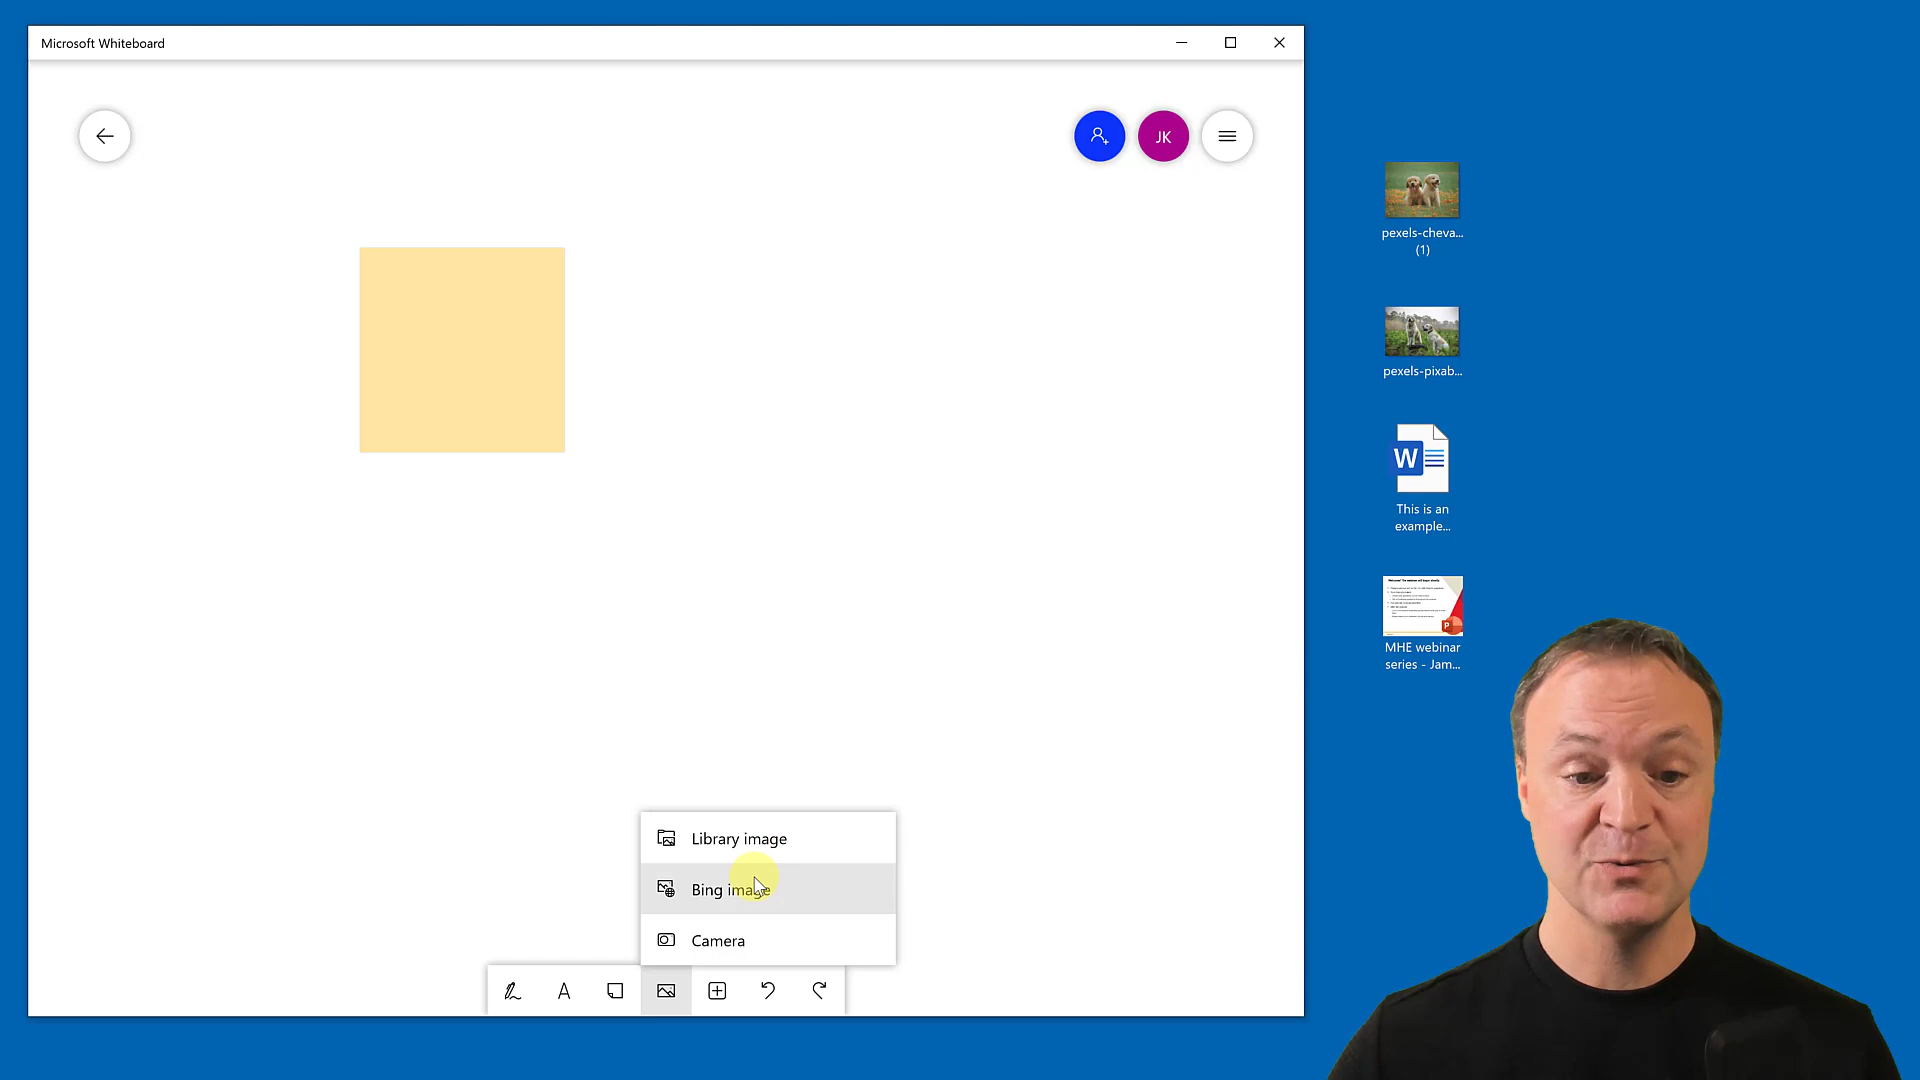 Microsoft Whiteboard
JK
pexels-cheva...
(1)
pexels-pixab...
W
This is an
example...
P
MHE webinar
series - Jam...
Library image
Bing image
Camera
A